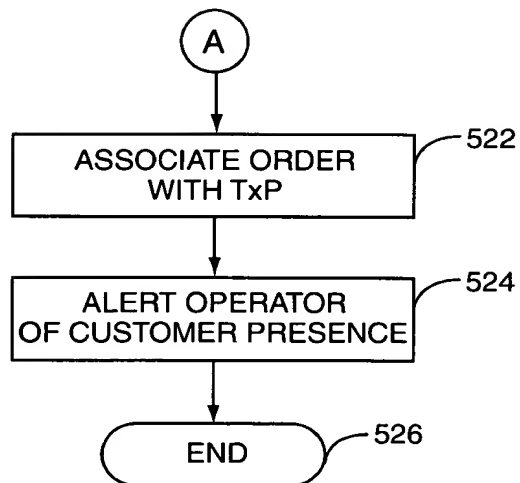 A
522
ASSOCIATE ORDER
WITH TxP
524
ALERT OPERATOR
OF CUSTOMER PRESENCE
526
END